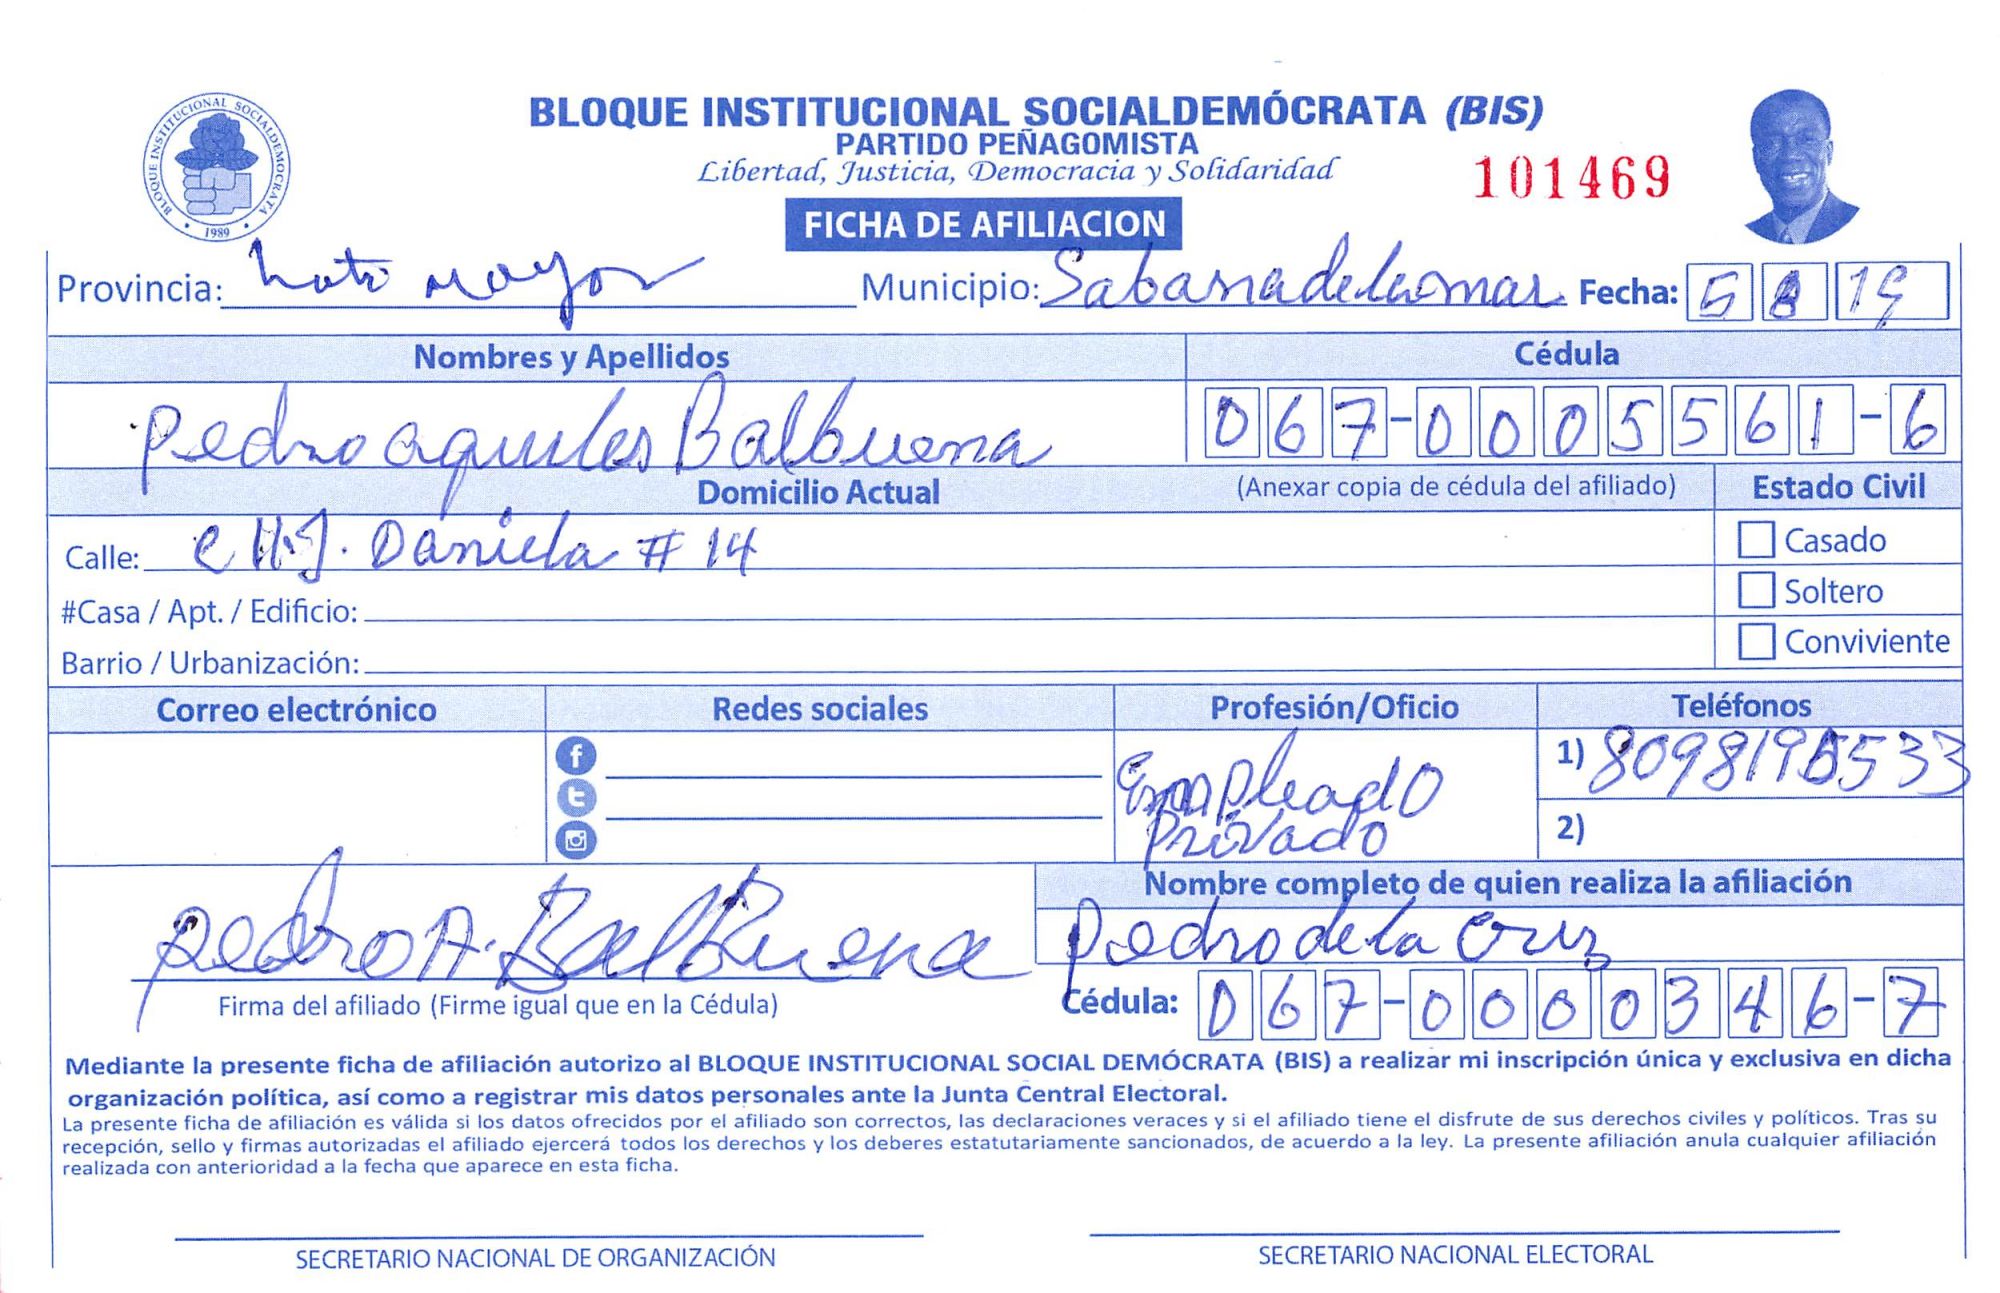 BLOQUE INSTITUCIONAL SOCIALDEMOCRATA
1989
BLOQUE INSTITUCIONAL SOCIALDEMÓCRATA (BIS)
PARTIDO PEÑAGOMISTA
Libertad, Justicia, Democracia y Solidaridad
101469
FICHA DE AFILIACION
Provincia: hato mayor Municipio: Sabana de la mar Fecha: 5 8 19
Nombres y Apellidos Cédula
Pedro aquiles Balbuena 067-0005561-6
Domicilio Actual (Anexar copia de cédula del afiliado) Estado Civil
Calle: C Daniela # 14 Casado
#Casa / Apt. / Edificio: Soltero
Barrio / Urbanización: Conviviente
Correo electrónico Redes sociales Profesión/Oficio Teléfonos
Empleado 1) 8098195533
Privado 2)
Nombre completo de quien realiza la afiliación
Pedro A. BalBuena Pedro de la Cruz
Firma del afiliado (Firme igual que en la Cédula) Cédula: 067-0000346-7
Mediante la presente ficha de afiliación autorizo al BLOQUE INSTITUCIONAL SOCIAL DEMÓCRATA (BIS) a realizar mi inscripción única y exclusiva en dicha
organización política, así como a registrar mis datos personales ante la Junta Central Electoral.
La presente ficha de afiliación es válida si los datos ofrecidos por el afiliado son correctos, las declaraciones veraces y si el afiliado tiene el disfrute de sus derechos civiles y políticos. Tras su
recepción, sello y firmas autorizadas el afiliado ejercerá todos los derechos y los deberes estatutariamente sancionados, de acuerdo a la ley. La presente afiliación anula cualquier afiliación
realizada con anterioridad a la fecha que aparece en esta ficha.
SECRETARIO NACIONAL DE ORGANIZACIÓN SECRETARIO NACIONAL ELECTORAL